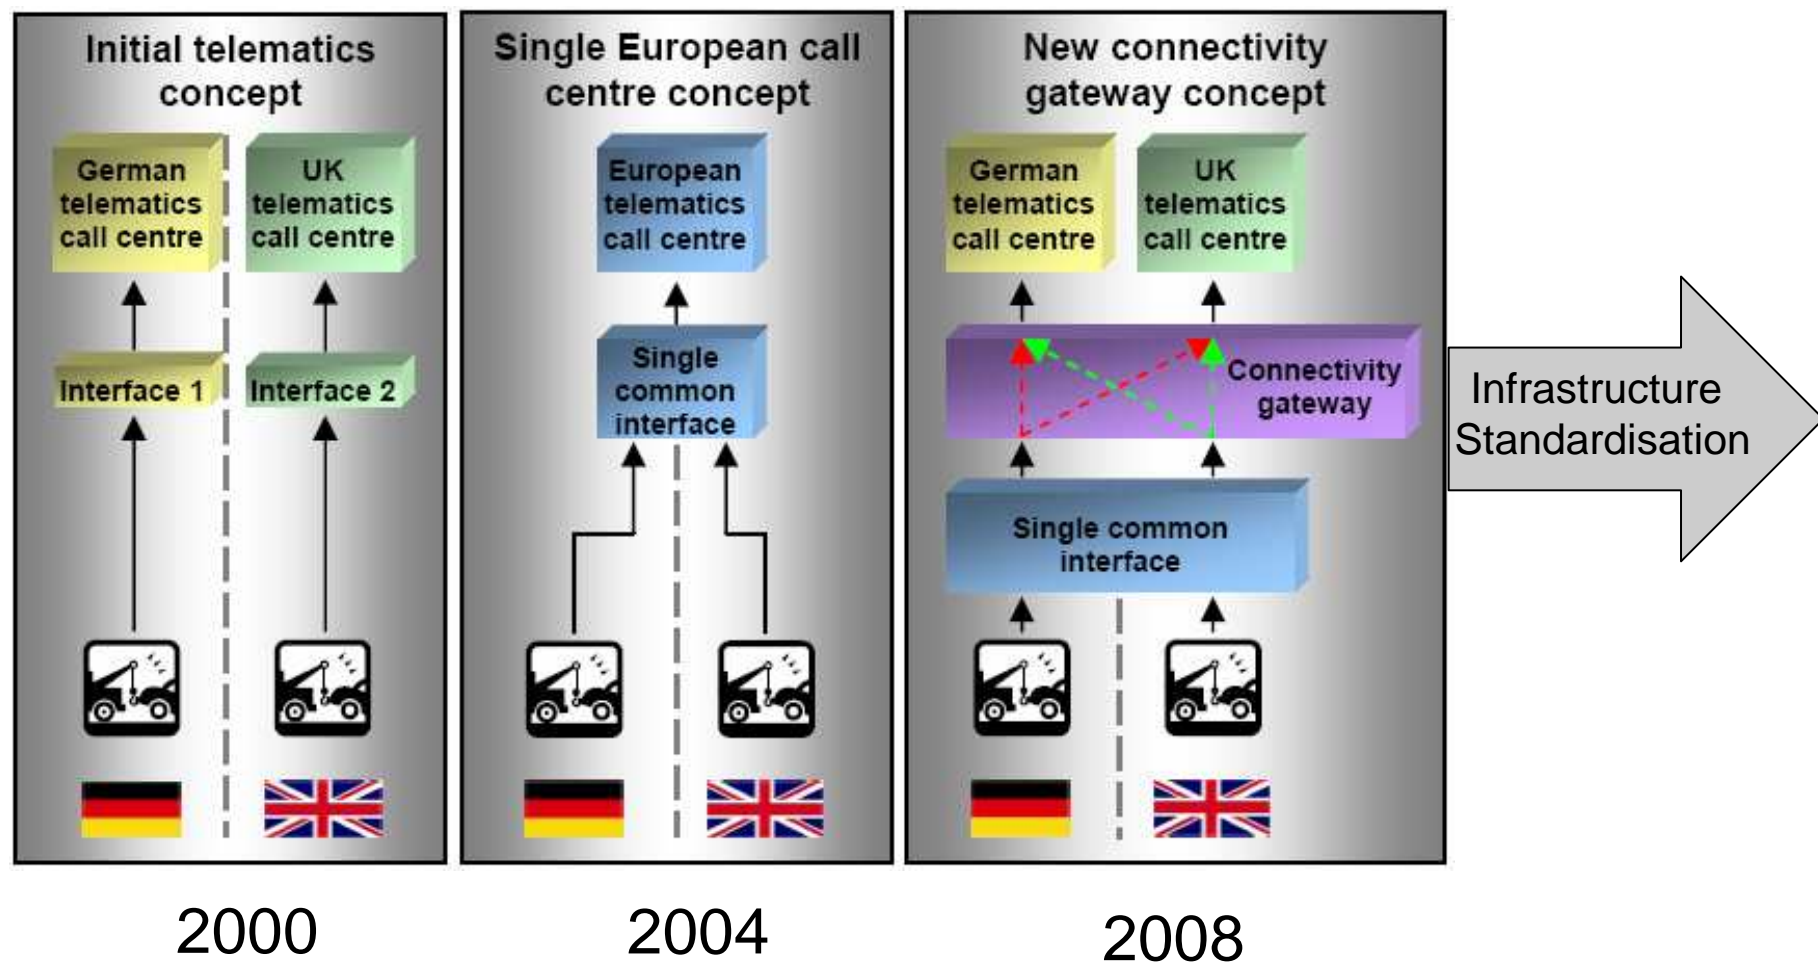 Initial telematics
concept
German
telematics
call centre
UK
telematics
call centre
Interface 1
Interface 2
Single European call
centre concept
European
telematics
call centre
Single
common
interface
New connectivity
gateway concept
German
telematics
call centre
UK
telematics
call centre
Connectivity
gateway
Single common
interface
Infrastructure
Standardisation
2000
2004
2008